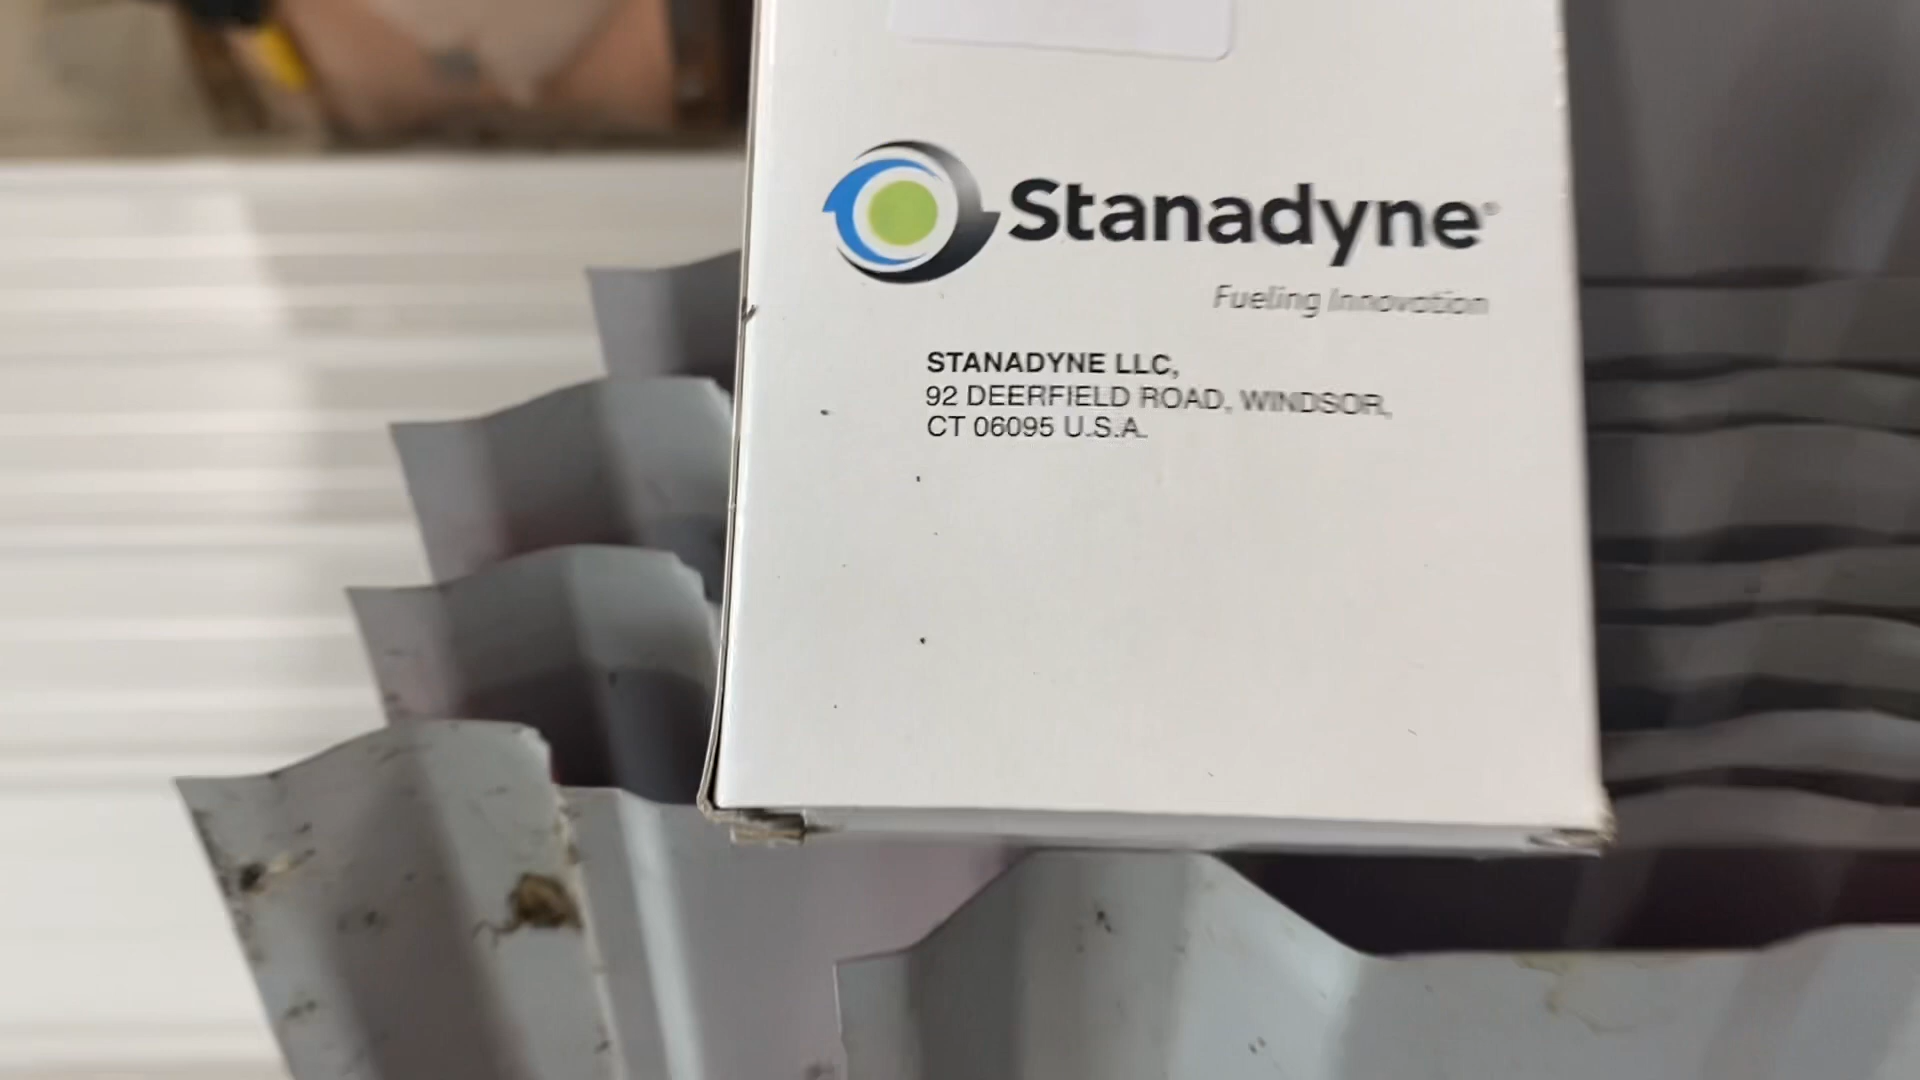 Stanadyne®
Fueling Innovation
STANADYNE LLC,
92 DEERFIELD ROAD, WINDSOR,
CT 06095 U.S.A.